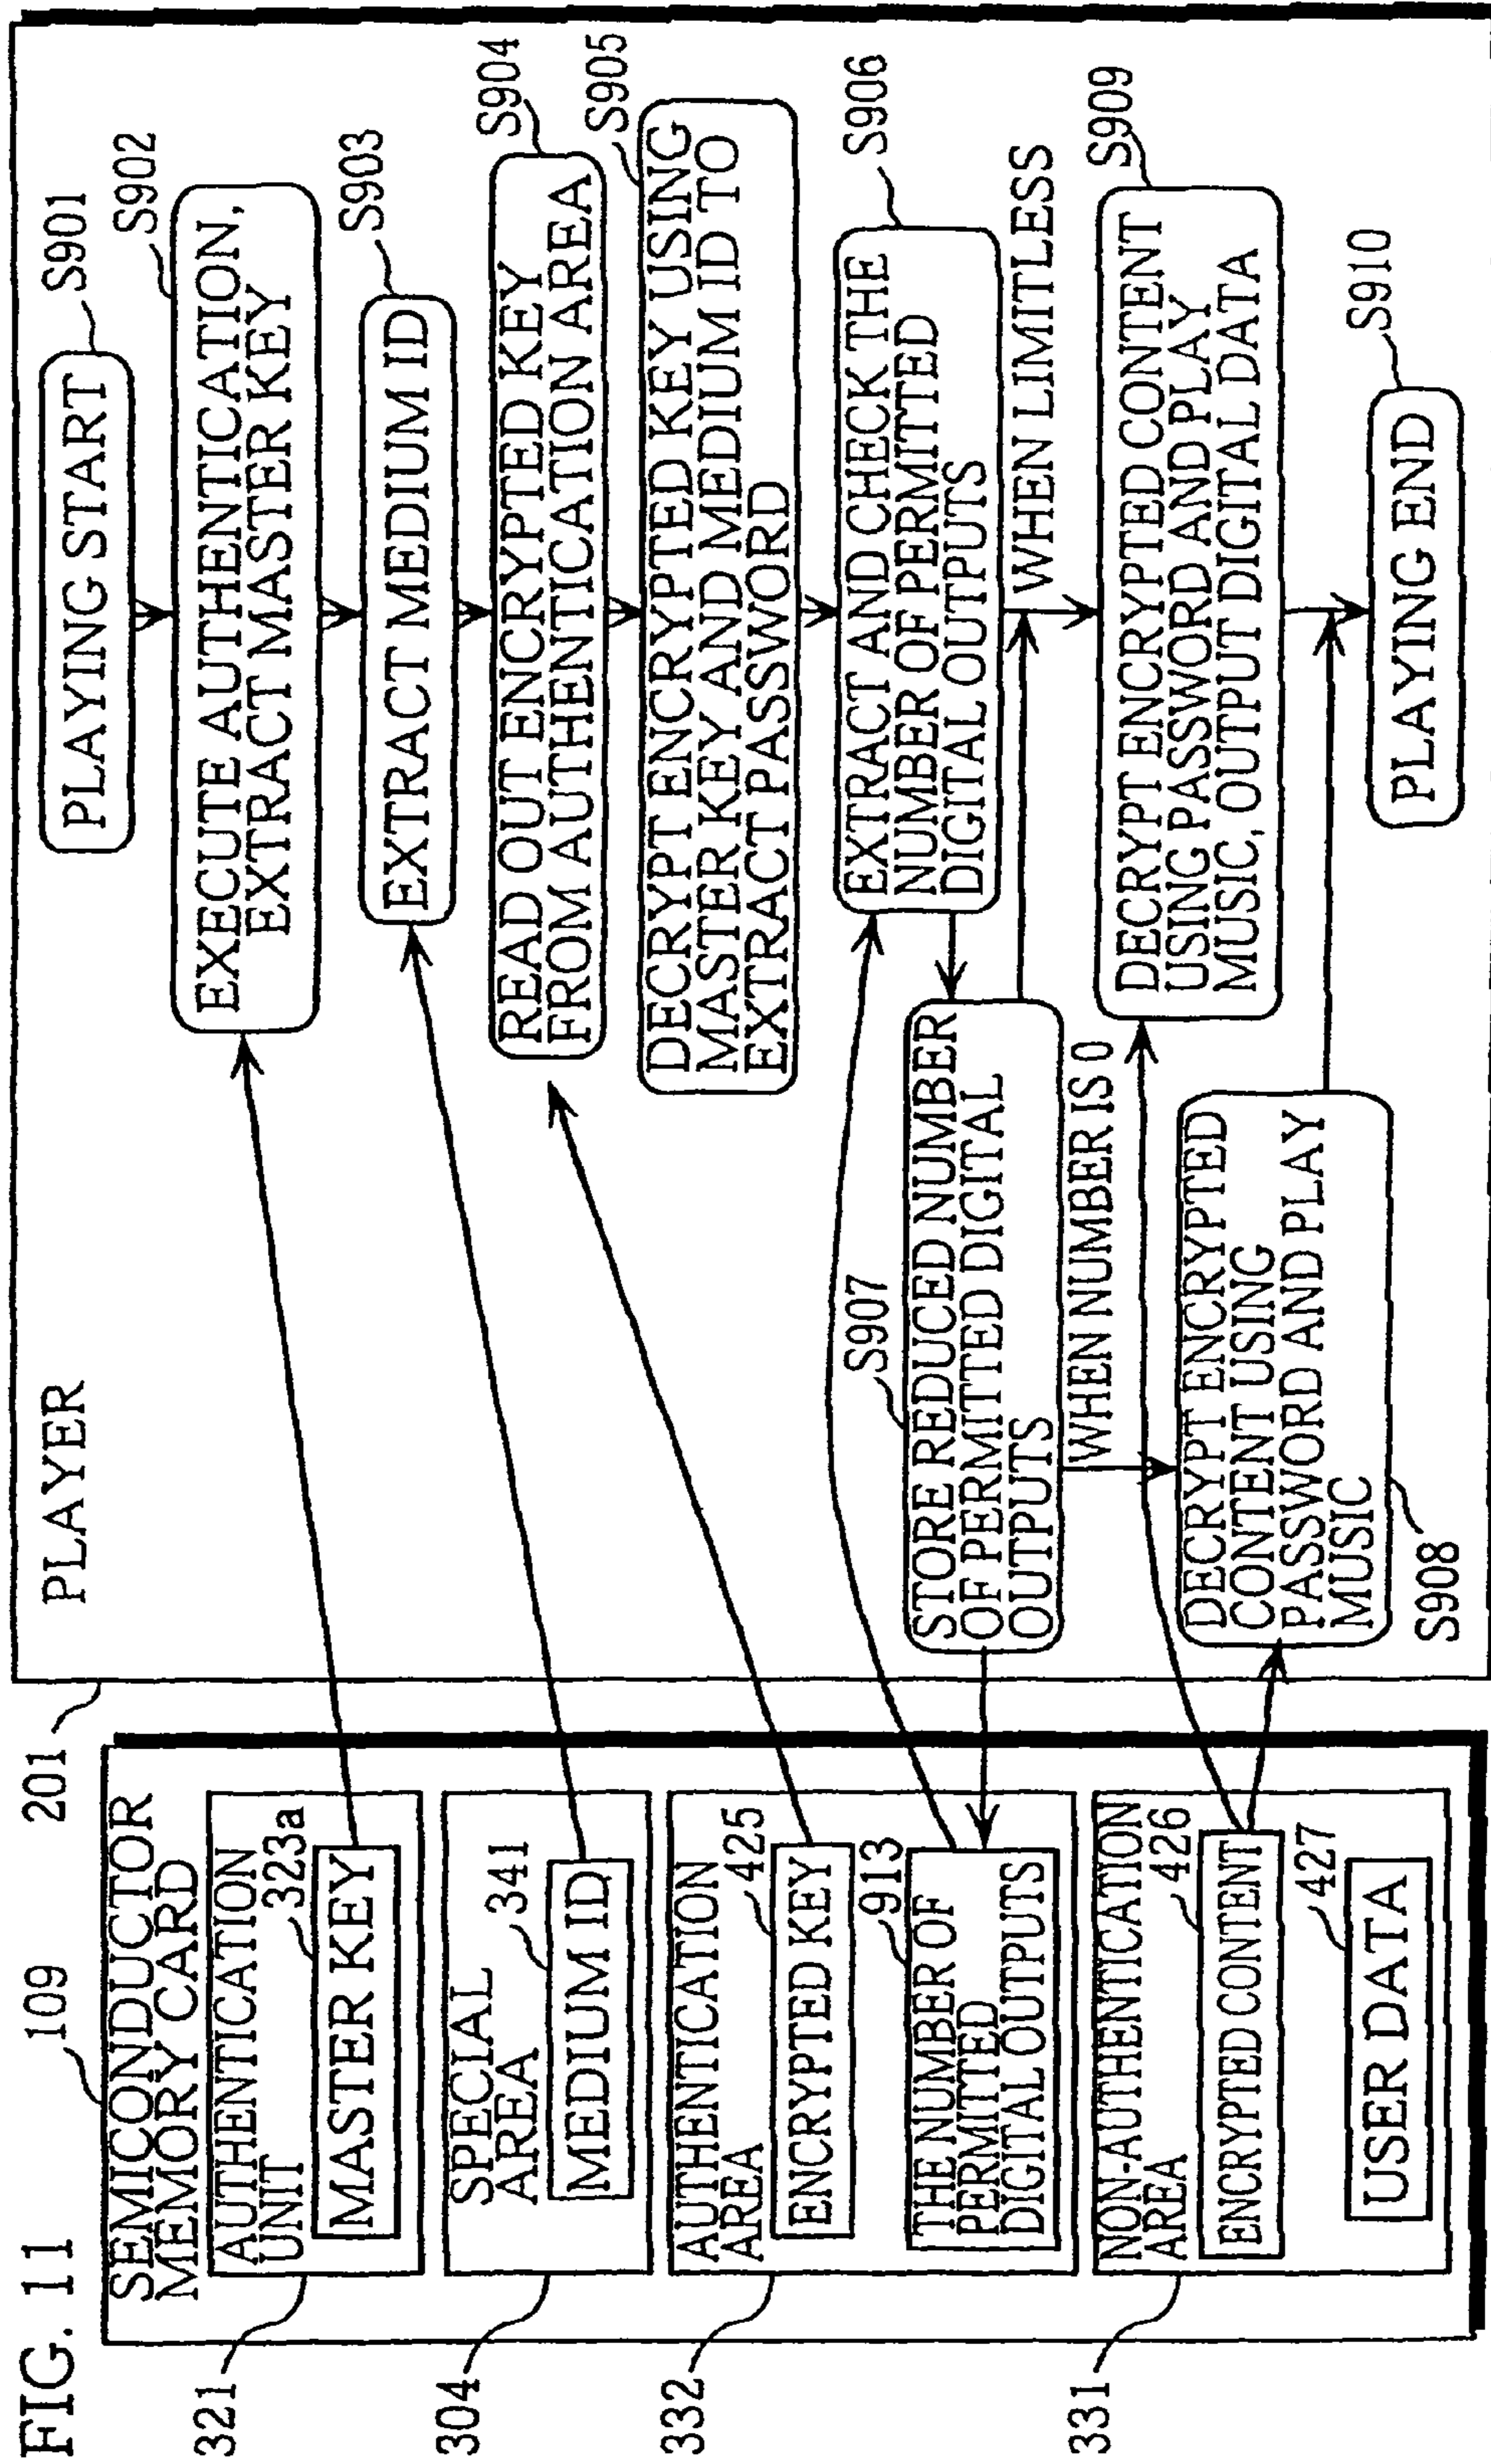 FIG. 11
109
SEMICONDUCTOR
MEMORY CARD
321
AUTHENTICATION
UNIT
323a
MASTER KEY
304
SPECIAL
AREA
341
MEDIUM ID
332
AUTHENTICATION
AREA
425
ENCRYPTED KEY
913
THE NUMBER OF
PERMITTED
DIGITAL OUTPUTS
331
NON-AUTHENTICATION
AREA
426
ENCRYPTED CONTENT
427
USER DATA
201
PLAYER
PLAYING START
S901
EXECUTE AUTHENTICATION,
EXTRACT MASTER KEY
S902
EXTRACT MEDIUM ID
S903
READ OUT ENCRYPTED KEY
FROM AUTHENTICATION AREA
S904
DECRYPT ENCRYPTED KEY USING
MASTER KEY AND MEDIUM ID TO
EXTRACT PASSWORD
S905
EXTRACT AND CHECK THE
NUMBER OF PERMITTED
DIGITAL OUTPUTS
S906
WHEN LIMITLESS
S907
STORE REDUCED NUMBER
OF PERMITTED DIGITAL
OUTPUTS
WHEN NUMBER IS 0
DECRYPT ENCRYPTED
CONTENT USING
PASSWORD AND PLAY
MUSIC
S908
DECRYPT ENCRYPTED CONTENT
USING PASSWORD AND PLAY
MUSIC, OUTPUT DIGITAL DATA
S909
PLAYING END
S910